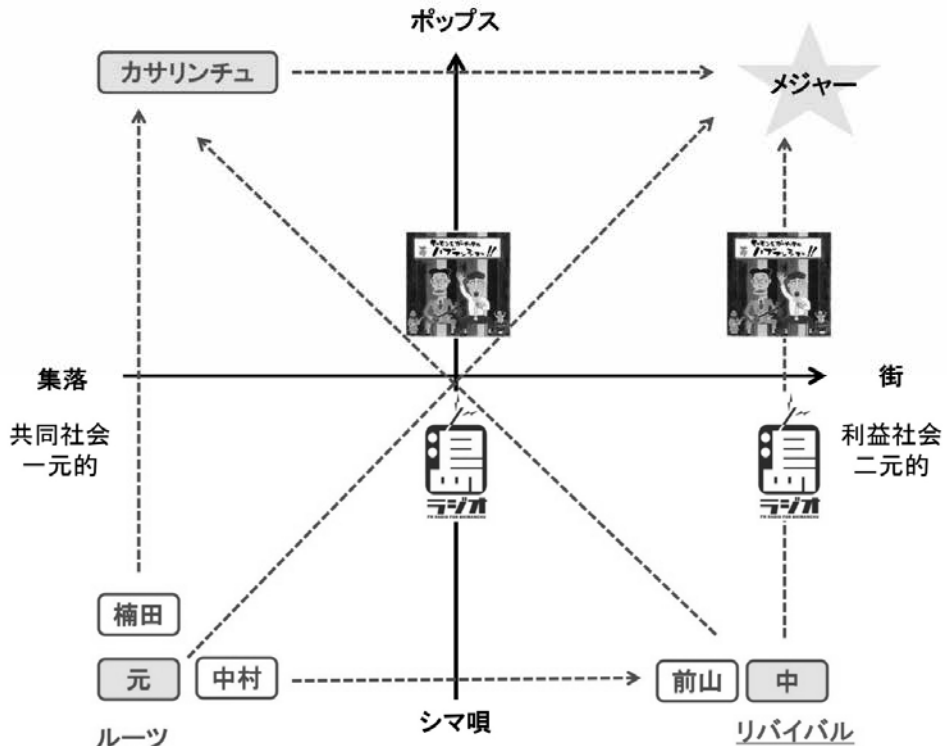 ポップス
カサリンチュ
メジャー
集落
街
共同社会
一元的
利益社会
二元的
ラジオ
ラジオ
楠田
元
中村
前山
中
ルーツ
シマ唄
リバイバル